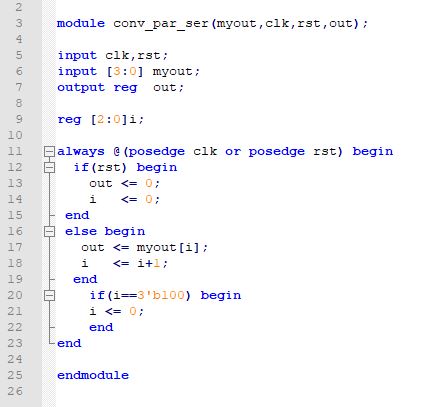 2
3 module conv_par_ser(myout,clk,rst,out);
4
5 input clk,rst;
6 input [3:0] myout;
7 output reg  out;
8
9 reg [2:0]i;
10
11 always @(posedge clk or posedge rst) begin
12   if(rst) begin
13     out <= 0;
14     i   <= 0;
15  end
16  else begin
17    out <= myout[i];
18    i   <= i+1;
19   end
20     if(i==3'b100) begin
21     i <= 0;
22     end
23 end
24
25 endmodule
26